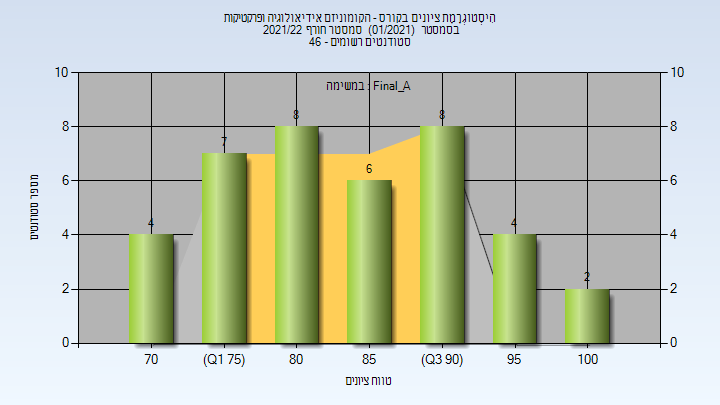 הִיסְטוֹגְרָמַת ציונים בקורס - הקומוניזם אידיאולוגיה ופרקטיקות
בסמסטר (01/2021) סמסטר חורף 2021/22
סטודנטים רשומים - 46
במשימה : Final_A
10 10
8 8
6 6
4 4
2 2
0 0
4 7 8 6 8 4 2
מספר סטודנטים
70 (Q1 75) 80 85 (Q3 90) 95 100
טווח ציונים